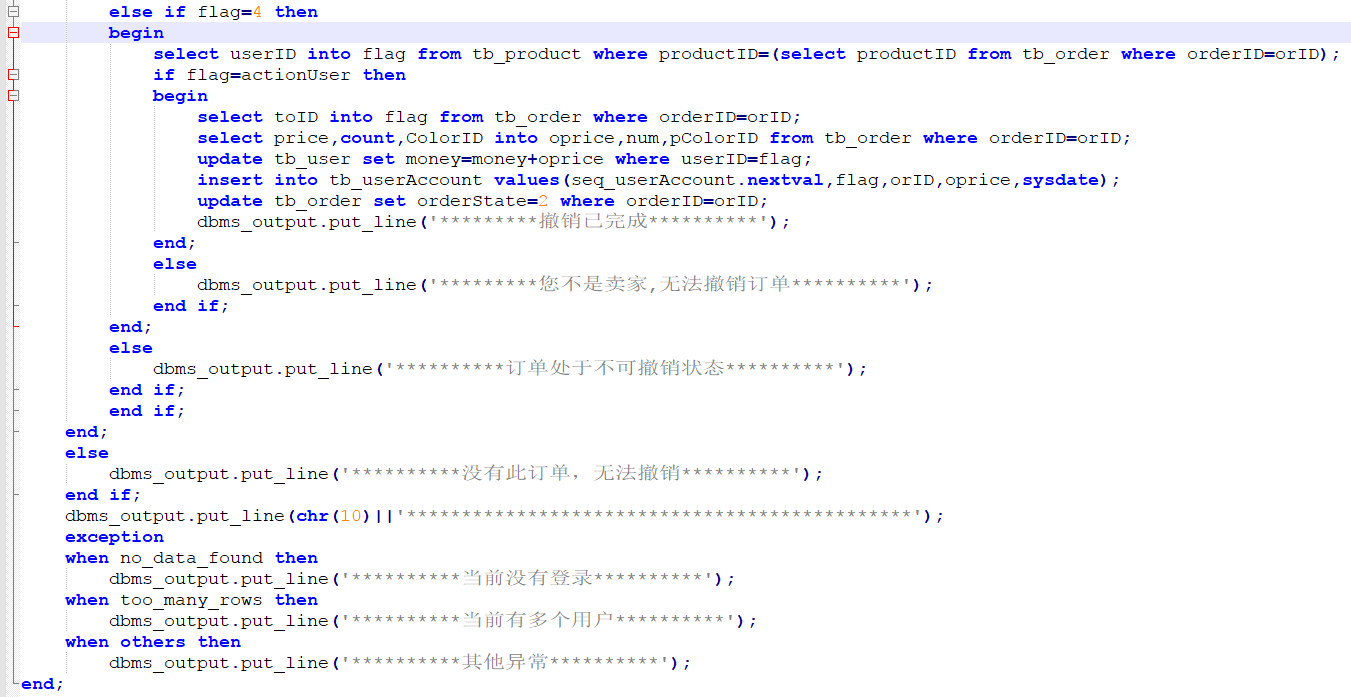 else if flag=4 then
begin
select userID into flag from tb_product where productID=(select productID from tb_order where orderID=orID);
if flag=actionUser then
begin
select toID into flag from tb_order where orderID=orID;
select price,count,ColorID into oprice,num,pColorID from tb_order where orderID=orID;
update tb_user set money=money+oprice where userID=flag;
insert into tb_userAccount values(seq_userAccount.nextval,flag,orID,oprice,sysdate);
update tb_order set orderState=2 where orderID=orID;
dbms_output.put_line('*********撤销已完成**********');
end;
else
dbms_output.put_line('*********您不是卖家,无法撤销订单**********');
end if;
end;
else
dbms_output.put_line('**********订单处于不可撤销状态**********');
end if;
end if;
end;
else
dbms_output.put_line('**********没有此订单，无法撤销**********');
end if;
dbms_output.put_line(chr(10)||'**********************************************');
exception
when no_data_found then
dbms_output.put_line('**********当前没有登录**********');
when too_many_rows then
dbms_output.put_line('**********当前有多个用户**********');
when others then
dbms_output.put_line('**********其他异常**********');
end;